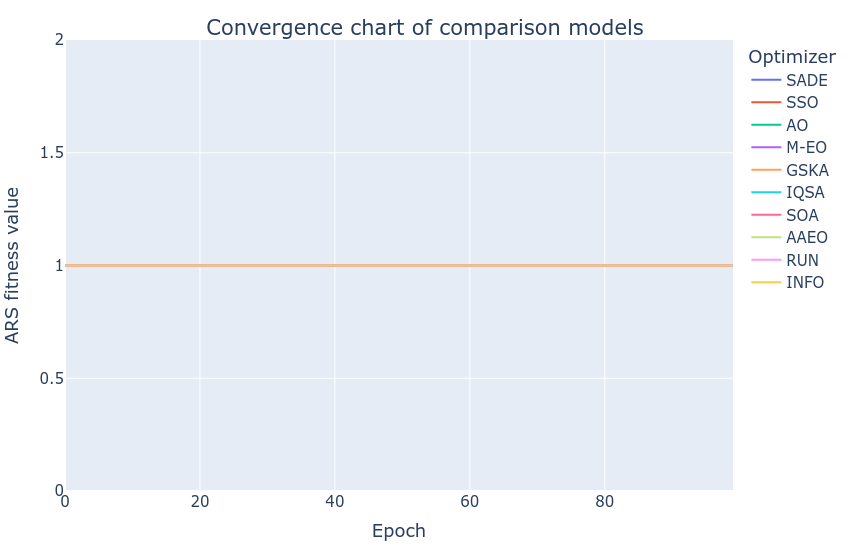 Convergence chart of comparison models
2
1.5
1
0.5
0
ARS fitness value
0
20
40
60
80
Epoch
Optimizer
SADE
SSO
AO
M-EO
GSKA
IQSA
SOA
AAEO
RUN
INFO